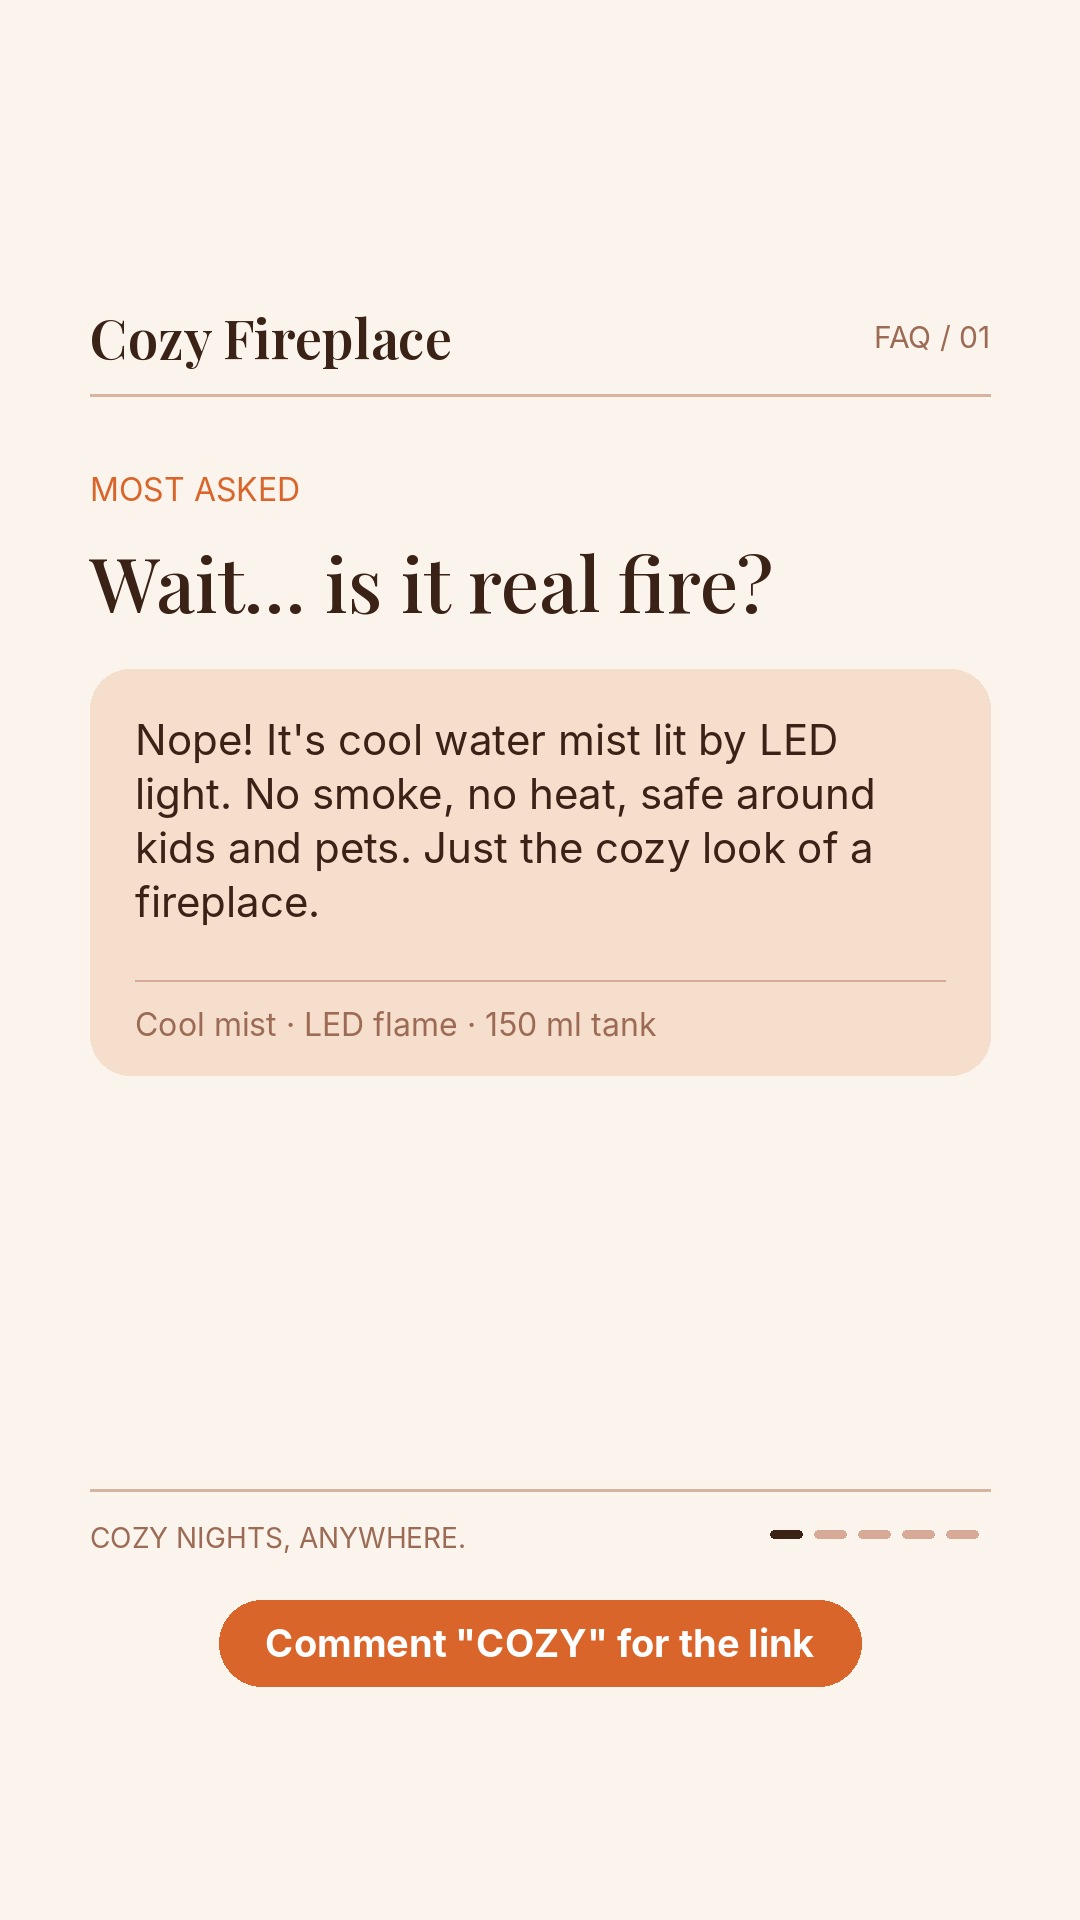 Cozy Fireplace
FAQ / 01
MOST ASKED
Wait... is it real fire?
Nope! It's cool water mist lit by LED
light. No smoke, no heat, safe around
kids and pets. Just the cozy look of a
fireplace.
Cool mist · LED flame · 150 ml tank
COZY NIGHTS, ANYWHERE.
Comment "COZY" for the link